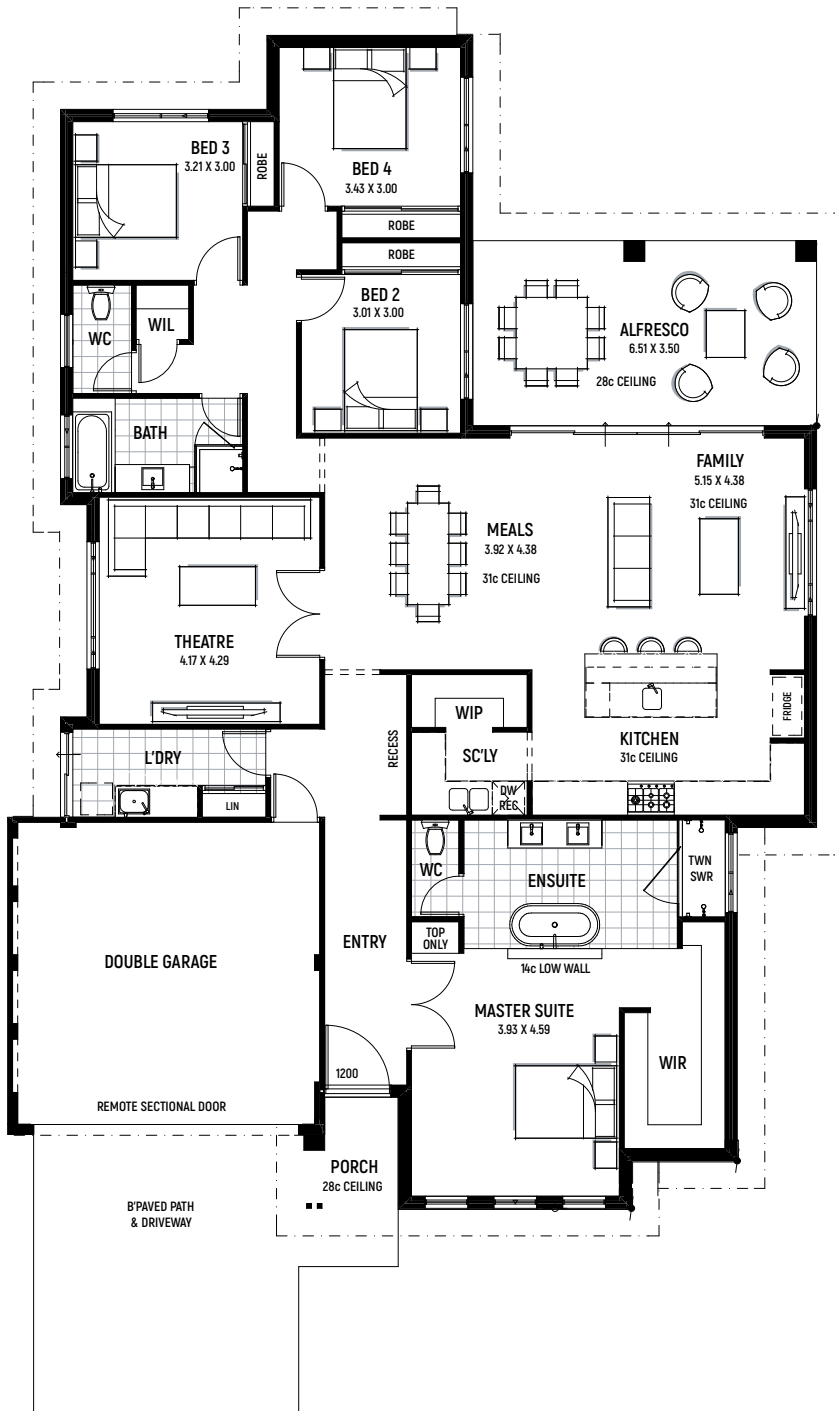 BED 3
3.21 X 3.00
ROBE
BED 4
3.43 X 3.00
ROBE
ROBE
BED 2
3.01 X 3.00
WC
WIL
ALFRESCO
6.51 X 3.50
28c CEILING
BATH
FAMILY
5.15 X 4.38
31c CEILING
MEALS
3.92 X 4.38
31c CEILING
THEATRE
4.17 X 4.29
WIP
FRIDGE
KITCHEN
31c CEILING
RECESS
SC'LY
L'DRY
DW
REC
LIN
WC
ENSUITE
TWN
SWR
TOP
ONLY
ENTRY
DOUBLE GARAGE
14c LOW WALL
MASTER SUITE
3.93 X 4.59
WIR
1200
REMOTE SECTIONAL DOOR
PORCH
28c CEILING
B'PAVED PATH
& DRIVEWAY